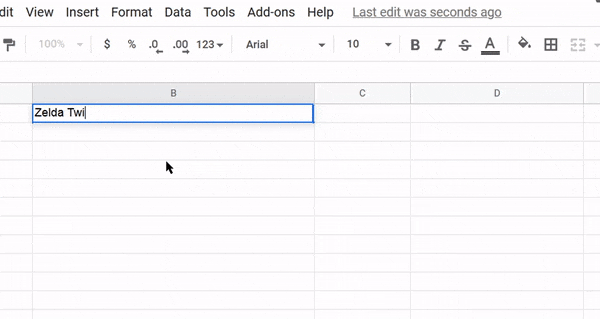 dit View Insert Format Data Tools Add-ons Help Last edit was seconds ago
100% $ % .0 .00 123 Arial 10 B I S A
B C D
Zelda Twi